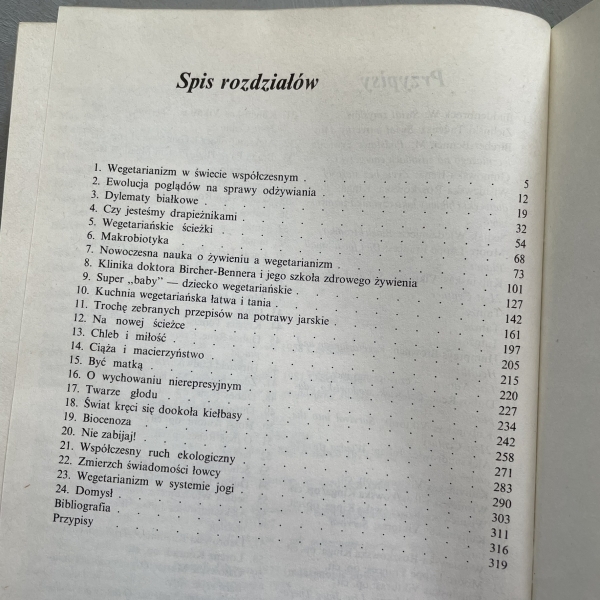 Spis rozdziałów
1. Wegetarianizm w świecie współczesnym . . . . . . 5
2. Ewolucja poglądów na sprawy odżywiania . . . . . . 12
3. Dylematy białkowe . . . . . . 19
4. Czy jesteśmy drapieżnikami . . . . . . 32
5. Wegetariańskie ścieżki . . . . . . 54
6. Makrobiotyka . . . . . . 68
7. Nowoczesna nauka o żywieniu a wegetarianizm . . . . . . 73
8. Klinika doktora Bircher-Bennera i jego szkoła zdrowego żywienia 101
9. Super „baby” — dziecko wegetariańskie . . . . . . 127
10. Kuchnia wegetariańska łatwa i tania . . . . . . 142
11. Trochę zebranych przepisów na potrawy jarskie . . . . . . 161
12. Na nowej ścieżce . . . . . . 197
13. Chleb i miłość . . . . . . 205
14. Ciąża i macierzyństwo . . . . . . 215
15. Być matką . . . . . . 220
16. O wychowaniu nierepresyjnym . . . . . . 227
17. Twarze głodu . . . . . . 234
18. Świat kręci się dookoła kiełbasy . . . . . . 242
19. Biocenoza . . . . . . 258
20. Nie zabijaj! . . . . . . 271
21. Współczesny ruch ekologiczny . . . . . . 283
22. Zmierzch świadomości łowcy . . . . . . 290
23. Wegetarianizm w systemie jogi . . . . . . 303
24. Domysł . . . . . . 311
Bibliografia . . . . . . 316
Przypisy . . . . . . 319